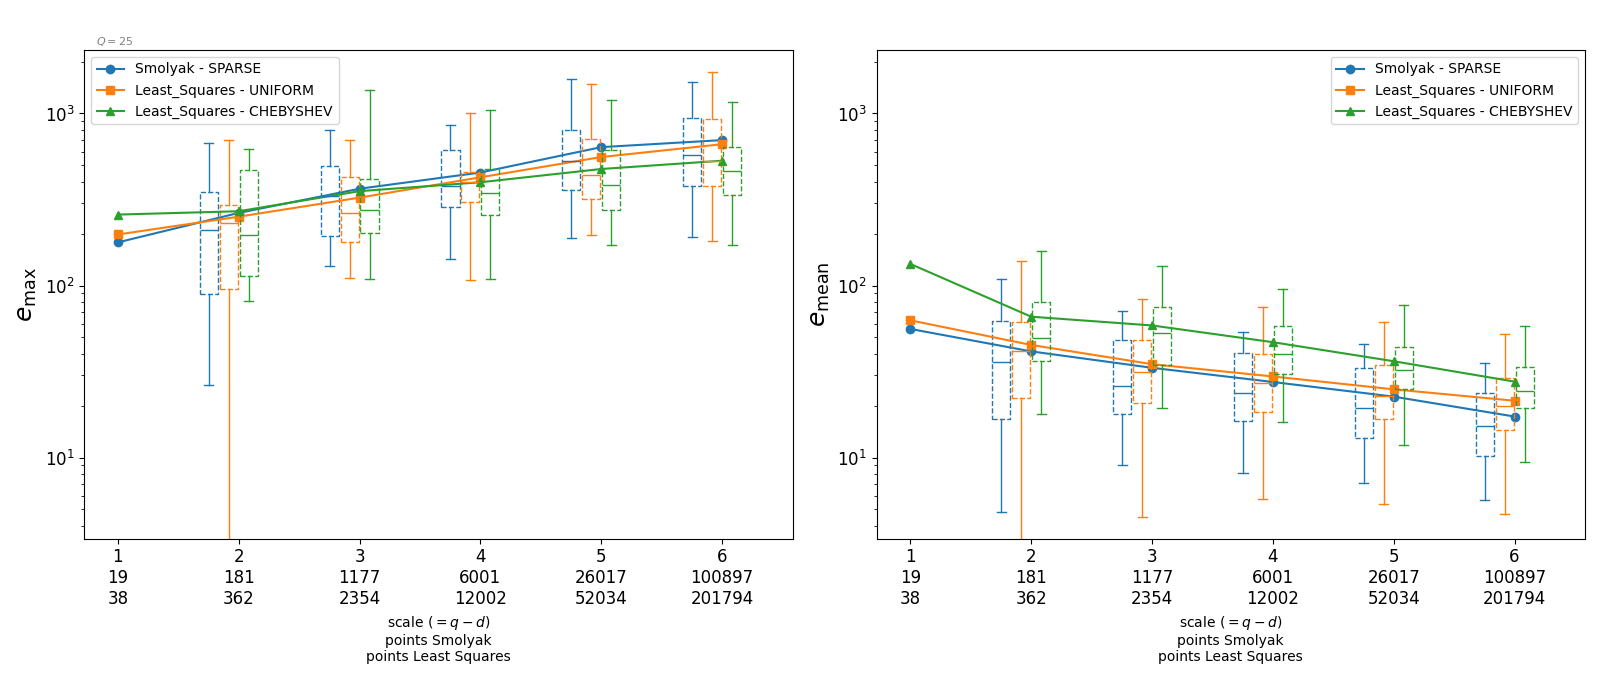 Q = 25
Smolyak - SPARSE
Least_Squares - UNIFORM
Least_Squares - CHEBYSHEV
10³
10²
10¹
e_max
1 2 3 4 5 6
19 181 1177 6001 26017 100897
38 362 2354 12002 52034 201794
scale (= q − d)
points Smolyak
points Least Squares
Smolyak - SPARSE
Least_Squares - UNIFORM
Least_Squares - CHEBYSHEV
10³
10²
10¹
e_mean
1 2 3 4 5 6
19 181 1177 6001 26017 100897
38 362 2354 12002 52034 201794
scale (= q − d)
points Smolyak
points Least Squares